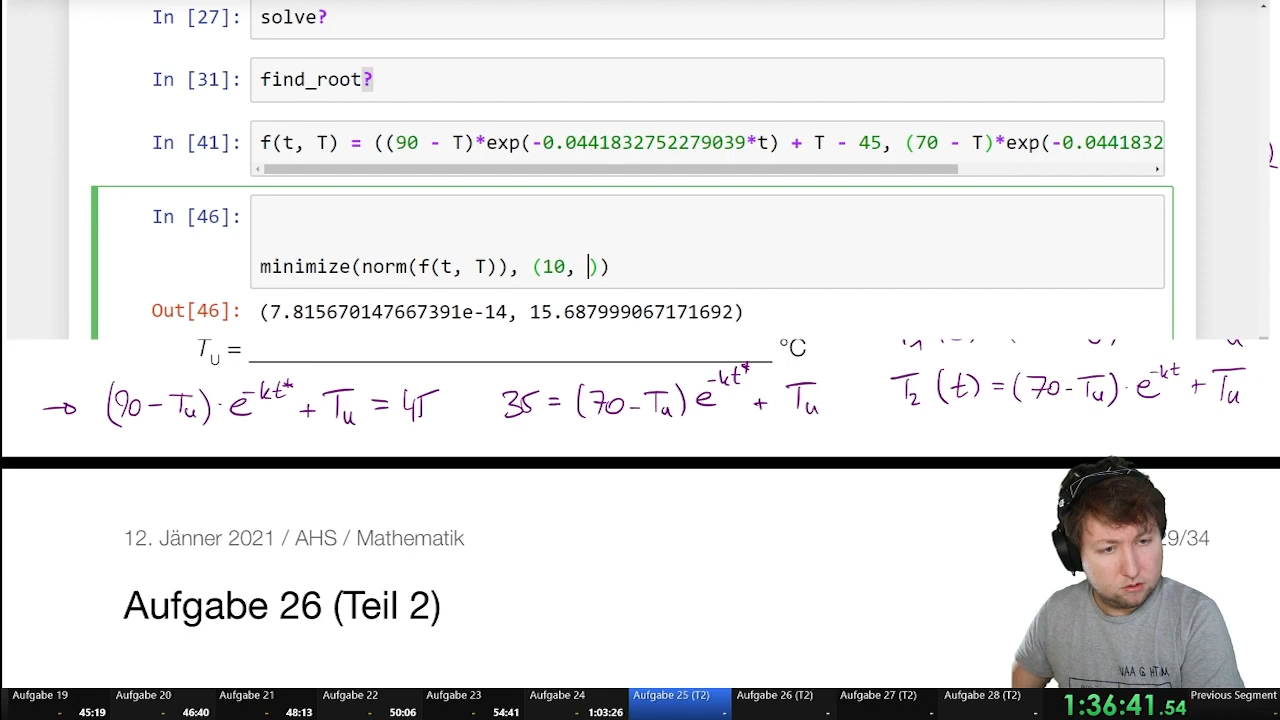 In [27]: solve?
In [31]: find_root?
In [41]: f(t, T) = ((90 - T)*exp(-0.0441832752279039*t) + T - 45, (70 - T)*exp(-0.0441832
In [46]:
minimize(norm(f(t, T)), (10, ))
Out[46]: (7.815670147667391e-14, 15.687999067171692)
T_U = °C
→ (90 - T_u) · e^-kt* + T_u = 45 35 = (70 - T_u) e^-kt* + T_u T_2 (t) = (70 - T_u) · e^-kt + T_u
12. Jänner 2021 / AHS / Mathematik 29/34
Aufgabe 26 (Teil 2)
Aufgabe 19 Aufgabe 20 Aufgabe 21 Aufgabe 22 Aufgabe 23 Aufgabe 24 Aufgabe 25 (T2) Aufgabe 26 (T2) Aufgabe 27 (T2) Aufgabe 28 (T2) 1:36:41.54 Previous Segment
- 45:19 - 46:40 - 48:13 - 50:06 - 54:41 - 1:03:26 - - - - -